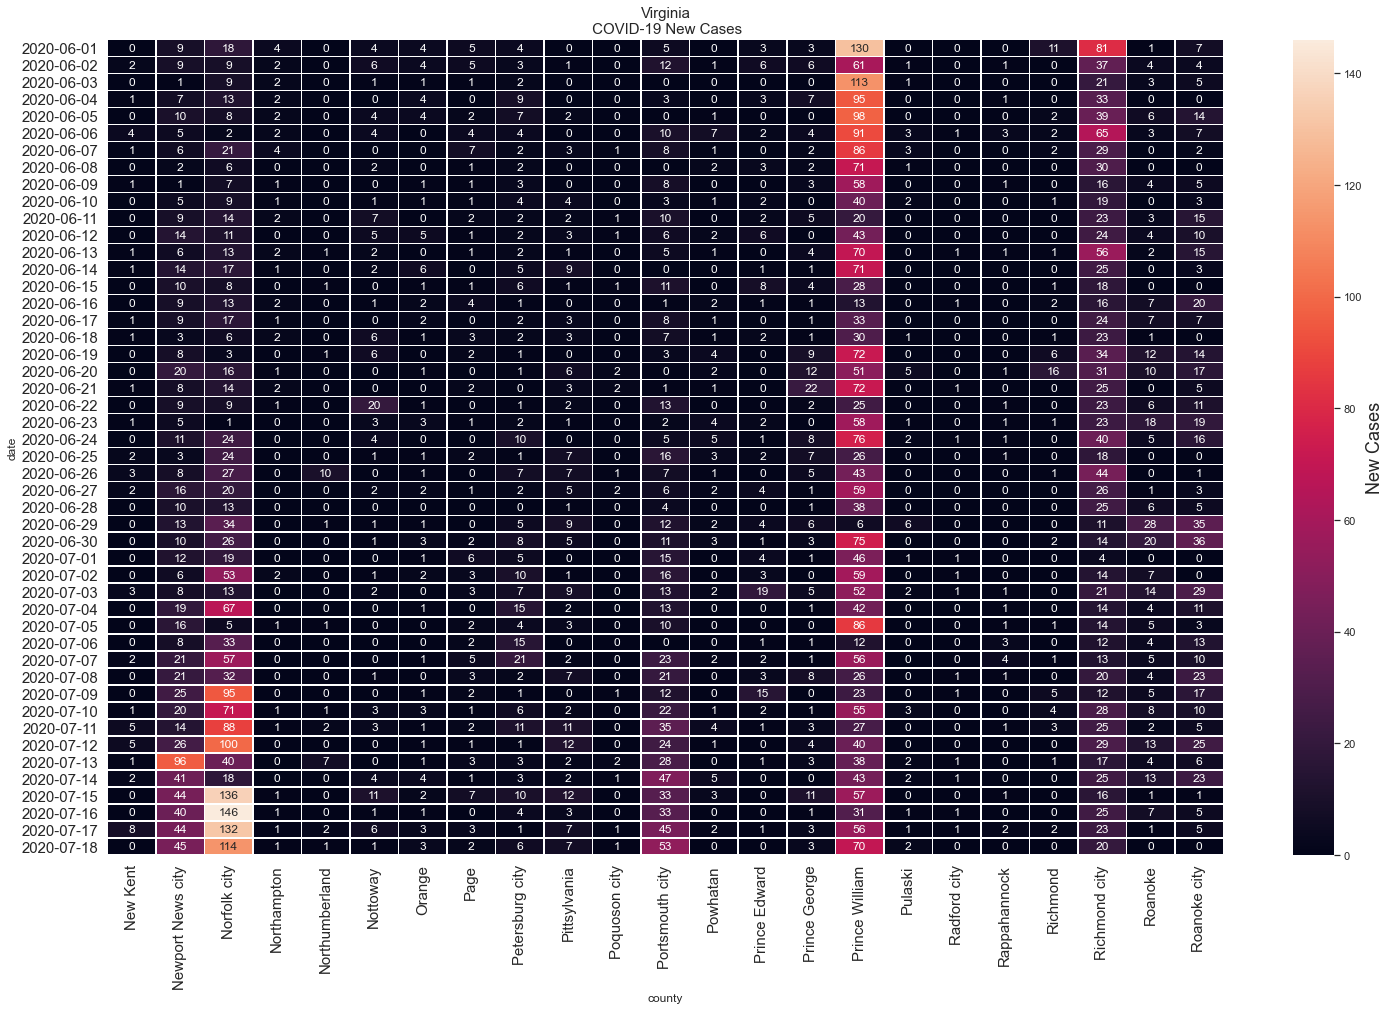 Virginia
COVID-19 New Cases
2020-06-01 0 9 18 4 0 4 4 5 4 0 0 5 0 3 3 130 0 0 0 11 81 1 7
2020-06-02 2 9 9 2 0 6 4 5 3 1 0 12 1 6 6 61 1 0 1 0 37 4 4
2020-06-03 0 1 9 2 0 1 1 1 2 0 0 0 0 0 0 113 1 0 0 0 21 3 5
2020-06-04 1 7 13 2 0 0 4 0 9 0 0 3 0 3 7 95 0 0 1 0 33 0 0
2020-06-05 0 10 8 2 0 4 4 2 7 2 0 0 1 0 0 98 0 0 0 2 39 6 14
2020-06-06 4 5 2 2 0 4 0 4 4 0 0 10 7 2 4 91 3 1 3 2 65 3 7
2020-06-07 1 6 21 4 0 0 0 7 2 3 1 8 1 0 2 86 3 0 0 2 29 0 2
2020-06-08 0 2 6 0 0 2 0 1 2 0 0 0 2 3 2 71 1 0 0 0 30 0 0
2020-06-09 1 1 7 1 0 0 1 1 3 0 0 8 0 0 3 58 0 0 1 0 16 4 5
2020-06-10 0 5 9 1 0 1 1 1 4 4 0 3 1 2 0 40 2 0 0 1 19 0 3
2020-06-11 0 9 14 2 0 7 0 2 2 2 1 10 0 2 5 20 0 0 0 0 23 3 15
2020-06-12 0 14 11 0 0 5 5 1 2 3 1 6 2 6 0 43 0 0 0 0 24 4 10
2020-06-13 1 6 13 2 1 2 0 1 2 1 0 5 1 0 4 70 0 1 1 1 56 2 15
2020-06-14 1 14 17 1 0 2 6 0 5 9 0 0 0 1 1 71 0 0 0 0 25 0 3
2020-06-15 0 10 8 0 1 0 1 1 6 1 1 11 0 8 4 28 0 0 0 1 18 0 0
2020-06-16 0 9 13 2 0 1 2 4 1 0 0 1 2 1 1 13 0 1 0 2 16 7 20
2020-06-17 1 9 17 1 0 0 2 0 2 3 0 8 1 0 1 33 0 0 0 0 24 7 7
2020-06-18 1 3 6 2 0 6 1 3 2 3 0 7 1 2 1 30 1 0 0 1 23 1 0
2020-06-19 0 8 3 0 1 6 0 2 1 0 0 3 4 0 9 72 0 0 0 6 34 12 14
2020-06-20 0 20 16 1 0 0 1 0 1 6 2 0 2 0 12 51 5 0 1 16 31 10 17
2020-06-21 1 8 14 2 0 0 0 2 0 3 2 1 1 0 22 72 0 1 0 0 25 0 5
2020-06-22 0 9 9 1 0 20 1 0 1 2 0 13 0 0 2 25 0 0 1 0 23 6 11
2020-06-23 1 5 1 0 0 3 3 1 2 1 0 2 4 2 0 58 1 0 1 1 23 18 19
2020-06-24 0 11 24 0 0 4 0 0 10 0 0 5 5 1 8 76 2 1 1 0 40 5 16
2020-06-25 2 3 24 0 0 1 1 2 1 7 0 16 3 2 7 26 0 0 1 0 18 0 0
2020-06-26 3 8 27 0 10 0 1 0 7 7 1 7 1 0 5 43 0 0 0 1 44 0 1
2020-06-27 2 16 20 0 0 2 2 1 2 5 2 6 2 4 1 59 0 0 0 0 26 1 3
2020-06-28 0 10 13 0 0 0 0 0 0 1 0 4 0 0 1 38 0 0 0 0 25 6 5
2020-06-29 0 13 34 0 1 1 1 0 5 9 0 12 2 4 6 6 6 0 0 0 11 28 35
2020-06-30 0 10 26 0 0 1 3 2 8 5 0 11 3 1 3 75 0 0 0 2 14 20 36
2020-07-01 0 12 19 0 0 0 1 6 5 0 0 15 0 4 1 46 1 1 0 0 4 0 0
2020-07-02 0 6 53 2 0 1 2 3 10 1 0 16 0 3 0 59 0 1 0 0 14 7 0
2020-07-03 3 8 13 0 0 2 0 3 7 9 0 13 2 19 5 52 2 1 1 0 21 14 29
2020-07-04 0 19 67 0 0 0 1 0 15 2 0 13 0 0 1 42 0 0 0 0 14 4 11
2020-07-05 0 16 5 1 1 0 0 2 4 3 0 10 0 0 0 86 0 0 1 1 14 5 3
2020-07-06 0 8 33 0 0 0 0 2 15 0 0 0 0 1 1 12 0 0 3 0 12 4 13
2020-07-07 2 21 57 0 0 0 1 5 21 2 0 23 2 2 1 56 0 0 4 1 13 5 10
2020-07-08 0 21 32 0 0 1 0 3 2 7 0 21 0 3 8 26 0 1 1 0 20 4 23
2020-07-09 0 25 95 0 0 0 1 2 1 0 1 12 0 15 0 23 0 1 0 5 12 5 17
2020-07-10 1 20 71 1 1 3 3 1 6 2 0 22 1 2 1 55 3 0 0 4 28 8 10
2020-07-11 5 14 88 1 2 3 1 2 11 11 0 35 4 1 3 27 0 0 1 3 25 2 5
2020-07-12 5 26 100 0 0 0 1 1 1 12 0 24 1 0 4 40 0 0 0 0 29 13 25
2020-07-13 1 96 40 0 7 0 1 3 3 2 2 28 0 1 3 38 2 1 0 1 17 4 6
2020-07-14 2 41 18 0 0 4 4 1 3 2 1 47 5 0 0 43 2 1 0 0 25 13 23
2020-07-15 0 44 136 1 0 11 2 7 10 12 0 33 3 0 11 57 0 0 1 0 16 1 1
2020-07-16 0 40 146 0 0 1 1 0 4 3 0 33 0 0 1 31 1 1 0 0 25 7 5
2020-07-17 8 44 132 1 2 6 3 3 1 7 1 45 2 1 3 56 1 1 2 2 23 1 5
2020-07-18 0 45 114 1 1 1 3 2 6 7 1 53 0 0 3 70 2 0 0 0 20 0 0
date
New Kent
Newport News city
Norfolk city
Northampton
Northumberland
Nottoway
Orange
Page
Petersburg city
Pittsylvania
Poquoson city
Portsmouth city
Powhatan
Prince Edward
Prince George
Prince William
Pulaski
Radford city
Rappahannock
Richmond
Richmond city
Roanoke
Roanoke city
county
140
120
100
80
60
40
20
0
New Cases